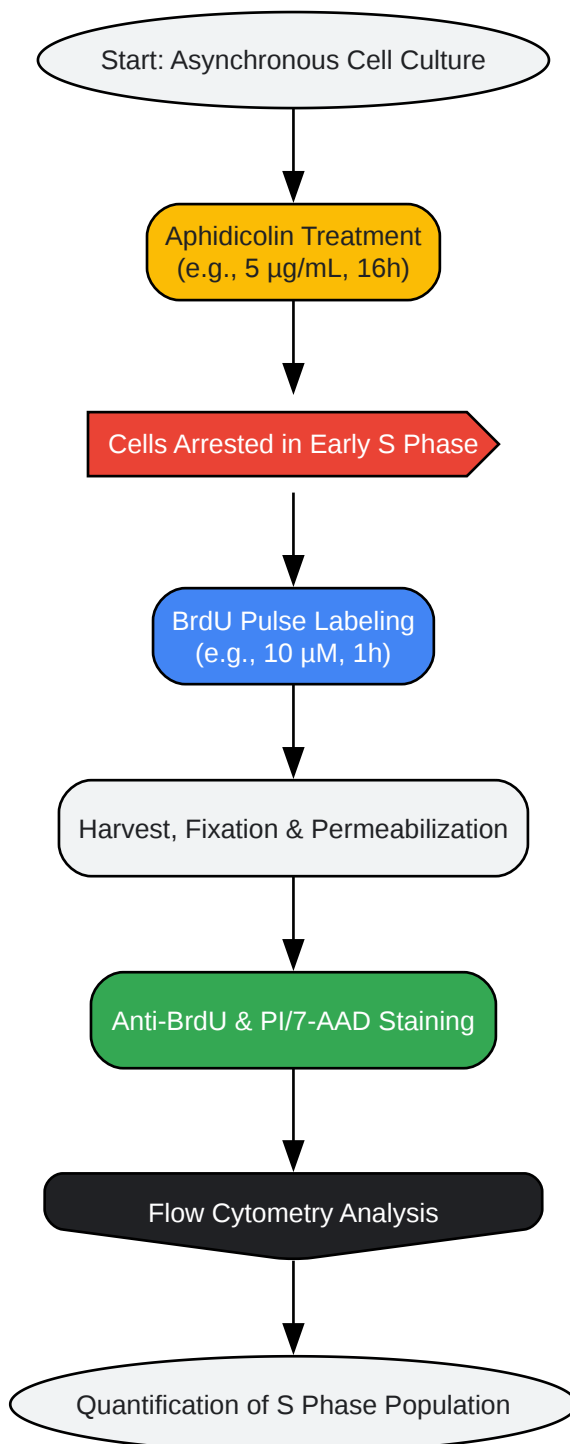 Start: Asynchronous Cell Culture
Aphidicolin Treatment
(e.g., 5 µg/mL, 16h)
Cells Arrested in Early S Phase
BrdU Pulse Labeling
(e.g., 10 µM, 1h)
Harvest, Fixation & Permeabilization
Anti-BrdU & PI/7-AAD Staining
Flow Cytometry Analysis
Quantification of S Phase Population